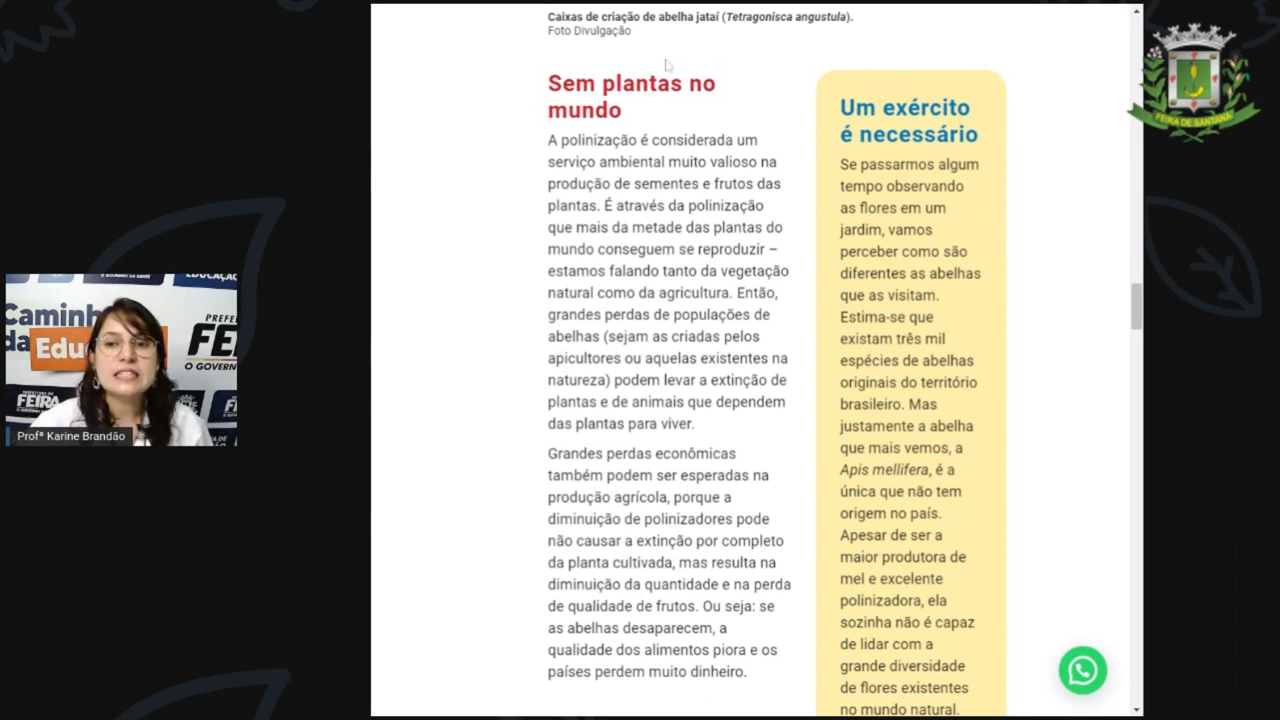 Caixas de criação de abelha jataí (Tetragonisca angustula).
Foto Divulgação
Sem plantas no
mundo
A polinização é considerada um
serviço ambiental muito valioso na
produção de sementes e frutos das
plantas. É através da polinização
que mais da metade das plantas do
mundo conseguem se reproduzir –
estamos falando tanto da vegetação
natural como da agricultura. Então,
grandes perdas de populações de
abelhas (sejam as criadas pelos
apicultores ou aquelas existentes na
natureza) podem levar a extinção de
plantas e de animais que dependem
das plantas para viver.
Grandes perdas econômicas
também podem ser esperadas na
produção agrícola, porque a
diminuição de polinizadores pode
não causar a extinção por completo
da planta cultivada, mas resulta na
diminuição da quantidade e na perda
de qualidade de frutos. Ou seja: se
as abelhas desaparecem, a
qualidade dos alimentos piora e os
países perdem muito dinheiro.
Um exército
é necessário
Se passarmos algum
tempo observando
as flores em um
jardim, vamos
perceber como são
diferentes as abelhas
que as visitam.
Estima-se que
existam três mil
espécies de abelhas
originais do território
brasileiro. Mas
justamente a abelha
que mais vemos, a
Apis mellifera, é a
única que não tem
origem no país.
Apesar de ser a
maior produtora de
mel e excelente
polinizadora, ela
sozinha não é capaz
de lidar com a
grande diversidade
de flores existentes
no mundo natural.
FEIRA DE SANTANA
EDUCAÇÃO
Caminh
da Edu
PREFE
FE
O GOVERN
FEIRA
Profª Karine Brandão